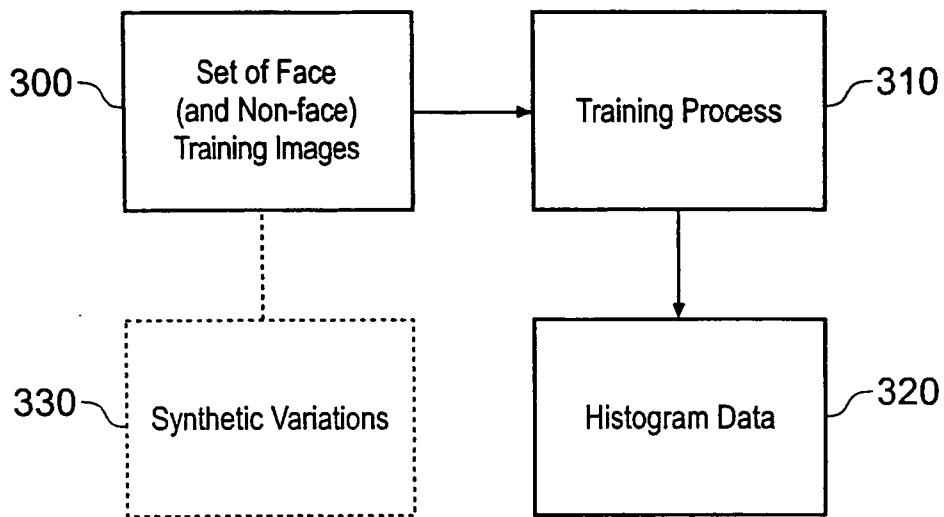 300
Set of Face
(and Non-face)
Training Images
Training Process
310
330
Synthetic Variations
Histogram Data
320